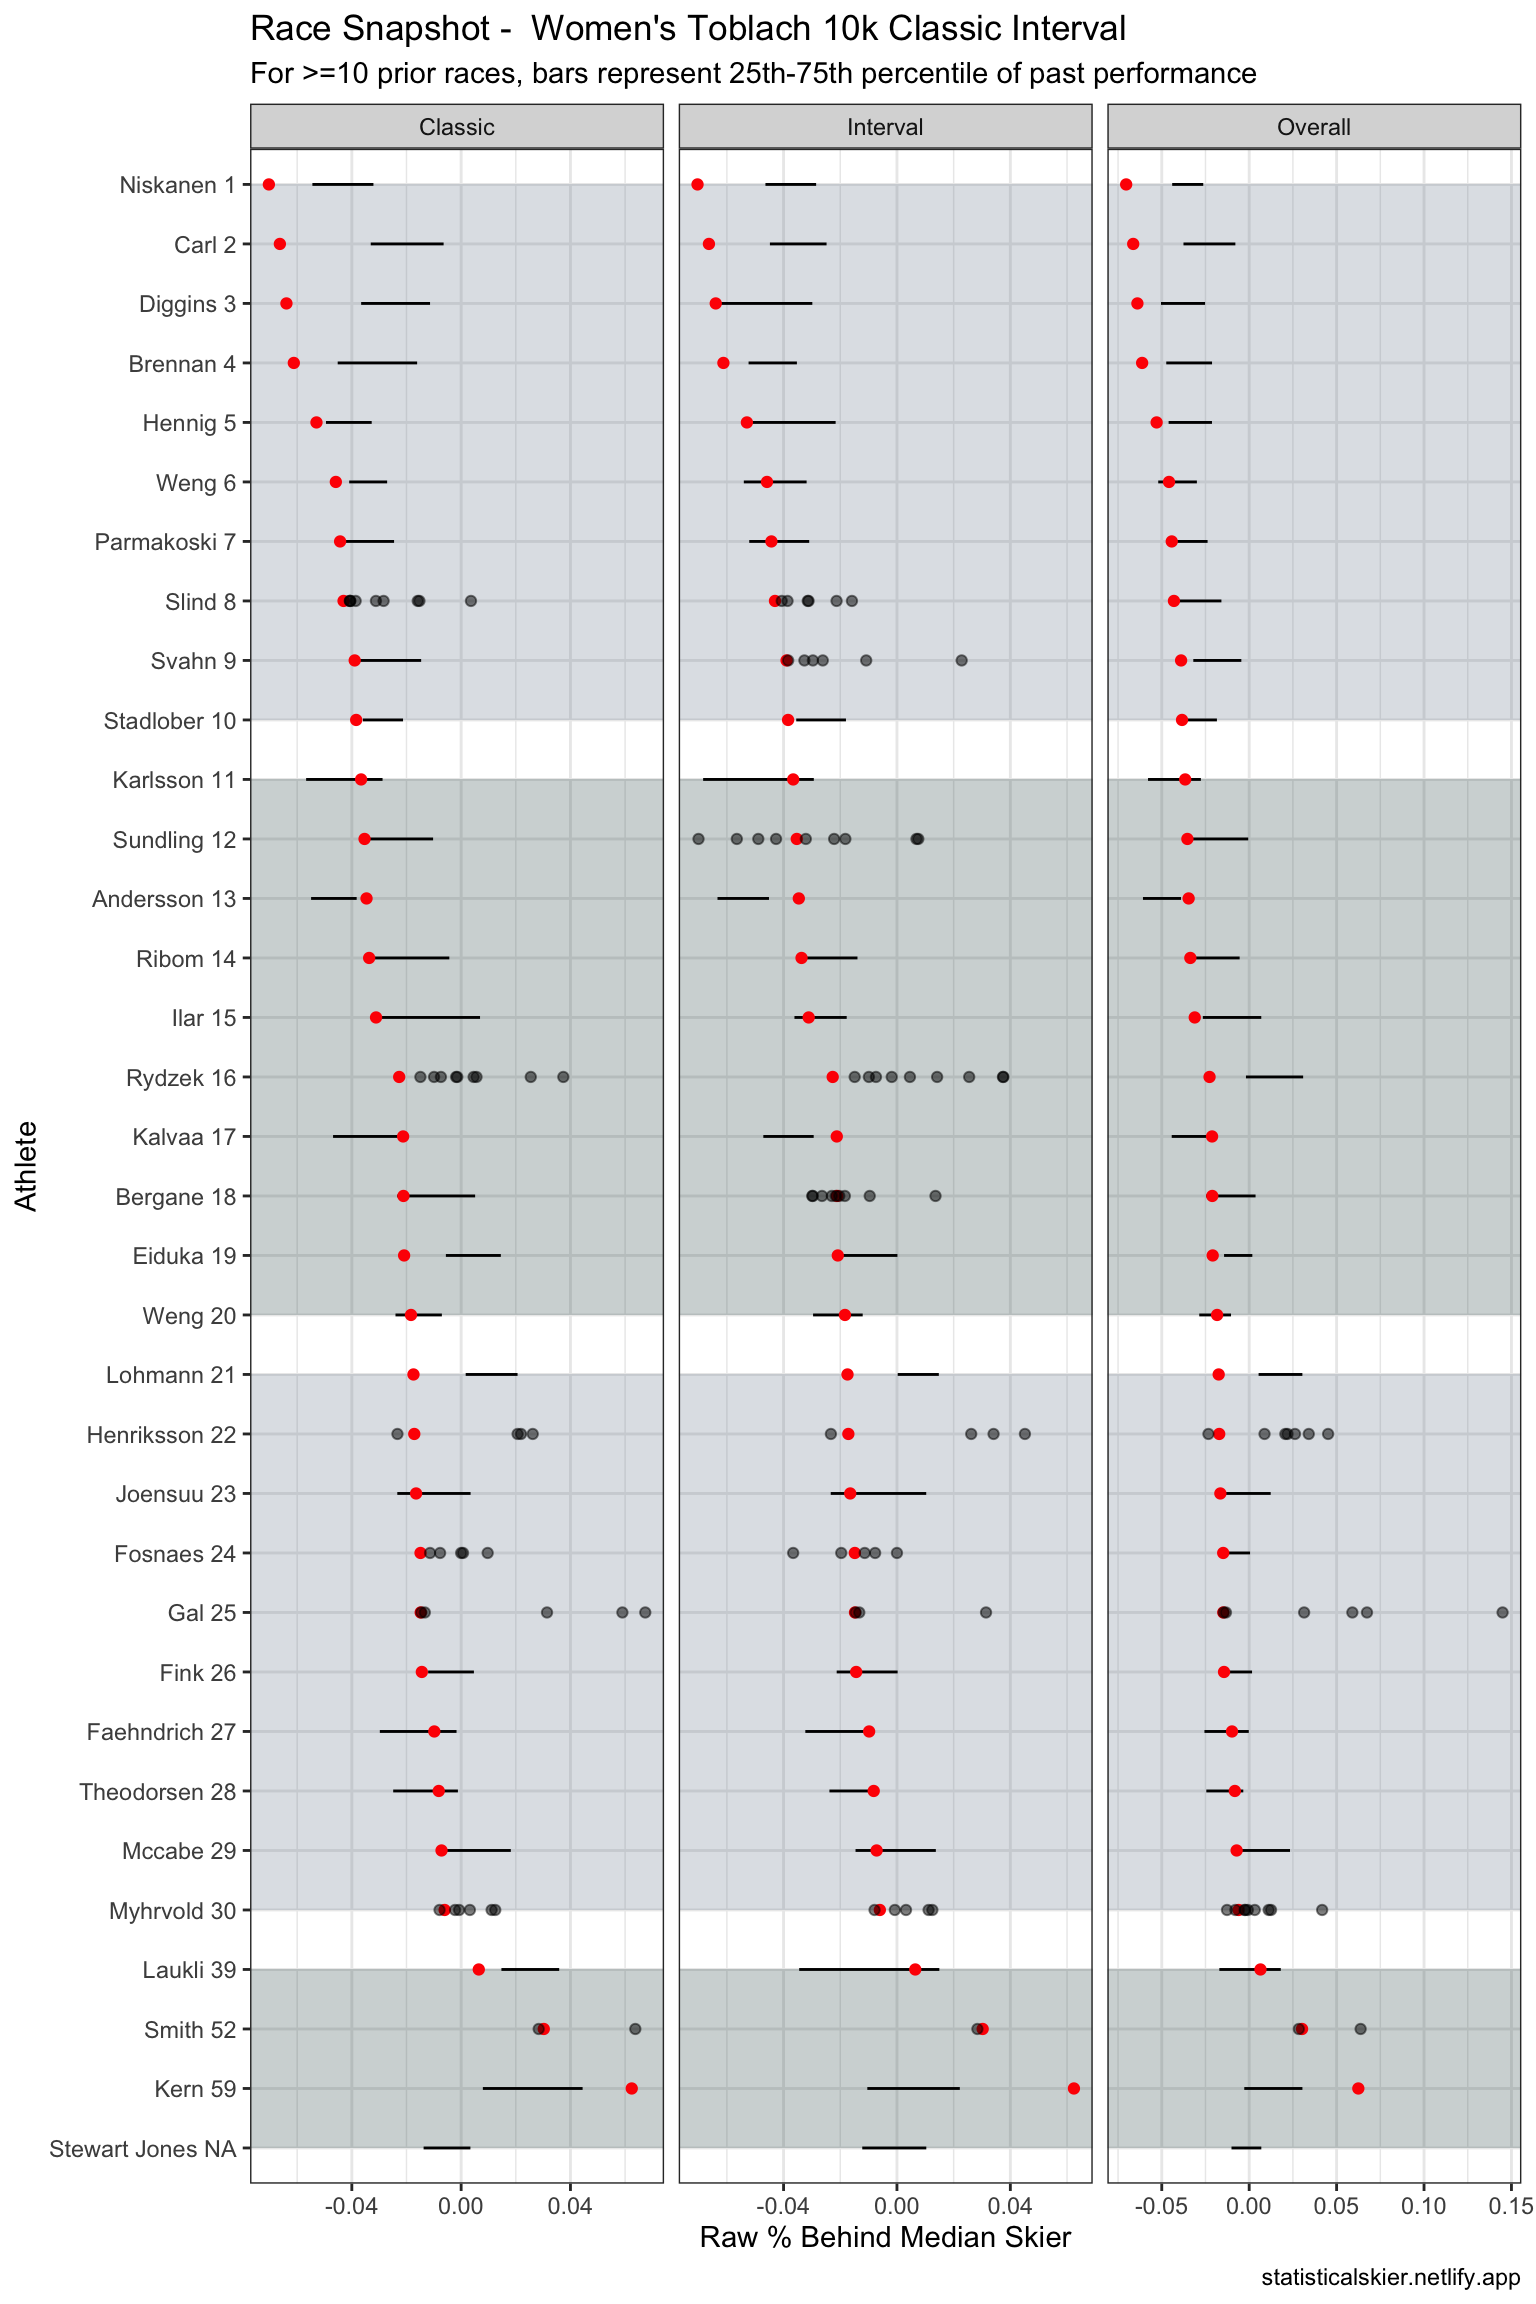 Race Snapshot -  Women's Toblach 10k Classic Interval
For >=10 prior races, bars represent 25th-75th percentile of past performance
Classic Interval Overall
Athlete
Niskanen 1
Carl 2
Diggins 3
Brennan 4
Hennig 5
Weng 6
Parmakoski 7
Slind 8
Svahn 9
Stadlober 10
Karlsson 11
Sundling 12
Andersson 13
Ribom 14
Ilar 15
Rydzek 16
Kalvaa 17
Bergane 18
Eiduka 19
Weng 20
Lohmann 21
Henriksson 22
Joensuu 23
Fosnaes 24
Gal 25
Fink 26
Faehndrich 27
Theodorsen 28
Mccabe 29
Myhrvold 30
Laukli 39
Smith 52
Kern 59
Stewart Jones NA
-0.04 0.00 0.04 -0.04 0.00 0.04 -0.05 0.00 0.05 0.10 0.15
Raw % Behind Median Skier
statisticalskier.netlify.app